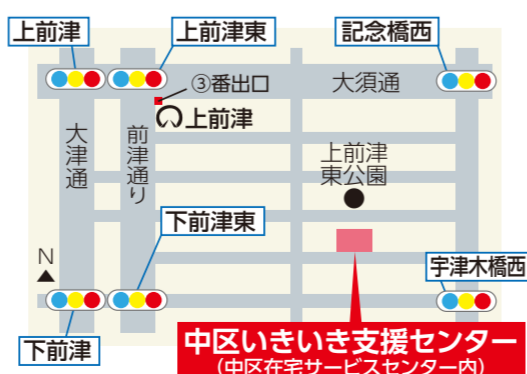 上前津
上前津東
記念橋西
③番出口
大須通
上前津
大津通
前津通り
上前津
東公園
下前津東
N
宇津木橋西
下前津
中区いきいき支援センター
(中区在宅サービスセンター内)